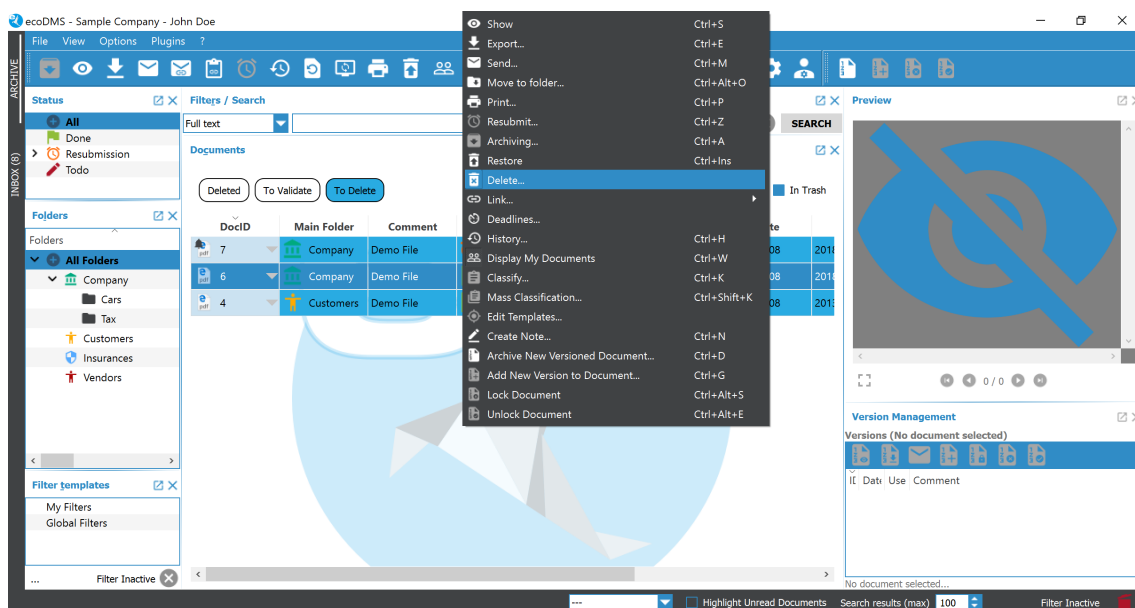 ecoDMS - Sample Company - John Doe
File View Options Plugins ?
ARCHIVE
INBOX (8)
Status
All
Done
Resubmission
Todo
Folders
Folders
All Folders
Company
Cars
Tax
Customers
Insurances
Vendors
Filter templates
My Filters
Global Filters
... Filter Inactive
Filters / Search
Full text
SEARCH
Documents
Deleted To Validate To Delete
In Trash
DocID Main Folder Comment
7 Company Demo File
6 Company Demo File
4 Customers Demo File
Show Ctrl+S
Export... Ctrl+E
Send... Ctrl+M
Move to folder... Ctrl+Alt+O
Print... Ctrl+P
Resubmit... Ctrl+Z
Archiving... Ctrl+A
Restore Ctrl+Ins
Delete...
Link...
Deadlines...
History... Ctrl+H
Display My Documents Ctrl+W
Classify... Ctrl+K
Mass Classification... Ctrl+Shift+K
Edit Templates...
Create Note... Ctrl+N
Archive New Versioned Document... Ctrl+D
Add New Version to Document... Ctrl+G
Lock Document Ctrl+Alt+S
Unlock Document Ctrl+Alt+E
Preview
0 / 0
Version Management
Versions (No document selected)
Use Comment
No document selected...
--- Highlight Unread Documents Search results (max) 100 Filter Inactive